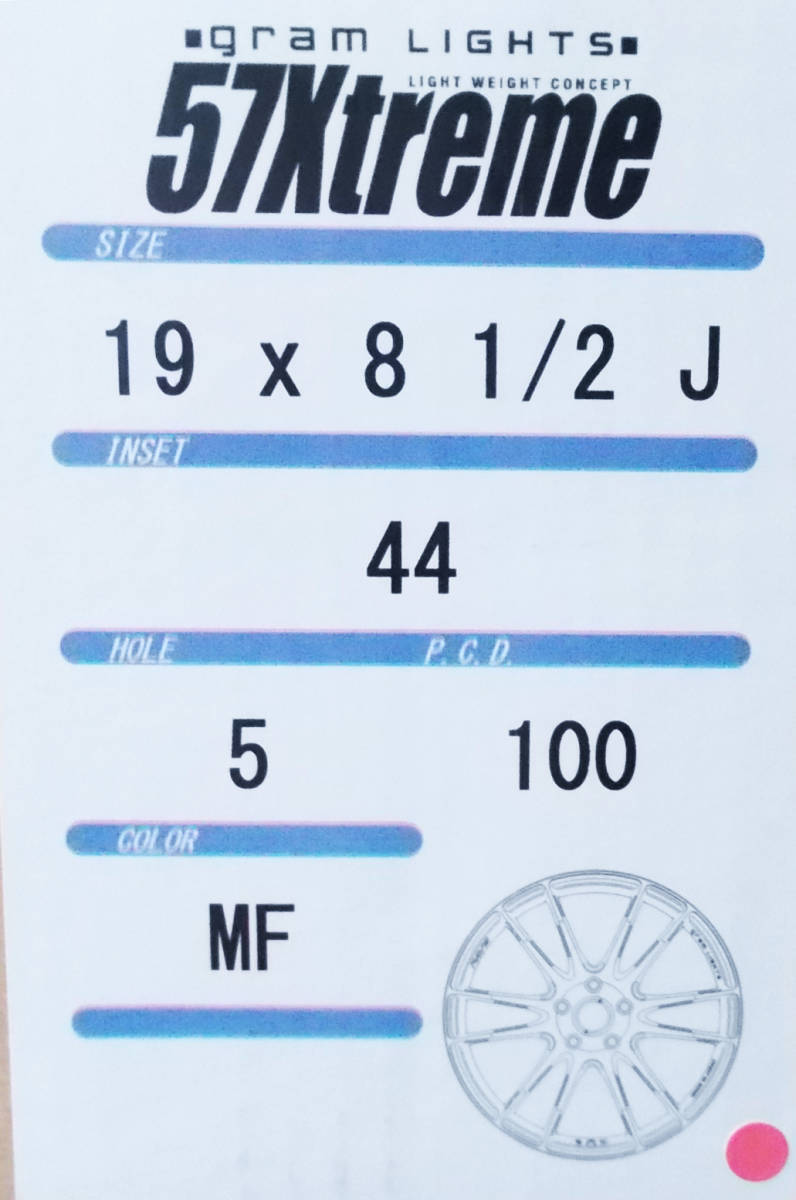 ■gram LIGHTS■
LIGHT WEIGHT CONCEPT
57Xtreme
SIZE
19 x 8 1/2 J
INSET
44
HOLE P.C.D.
5 100
COLOR
MF